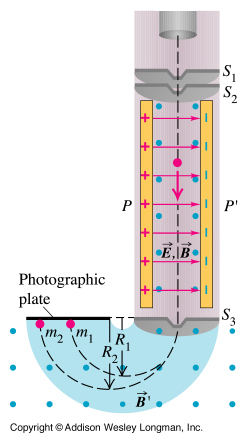 S₁
S₂
P P'
E⃗, B⃗
Photographic
plate
S₃
m₂ m₁ R₁
R₂
B⃗'
Copyright © Addison Wesley Longman, Inc.